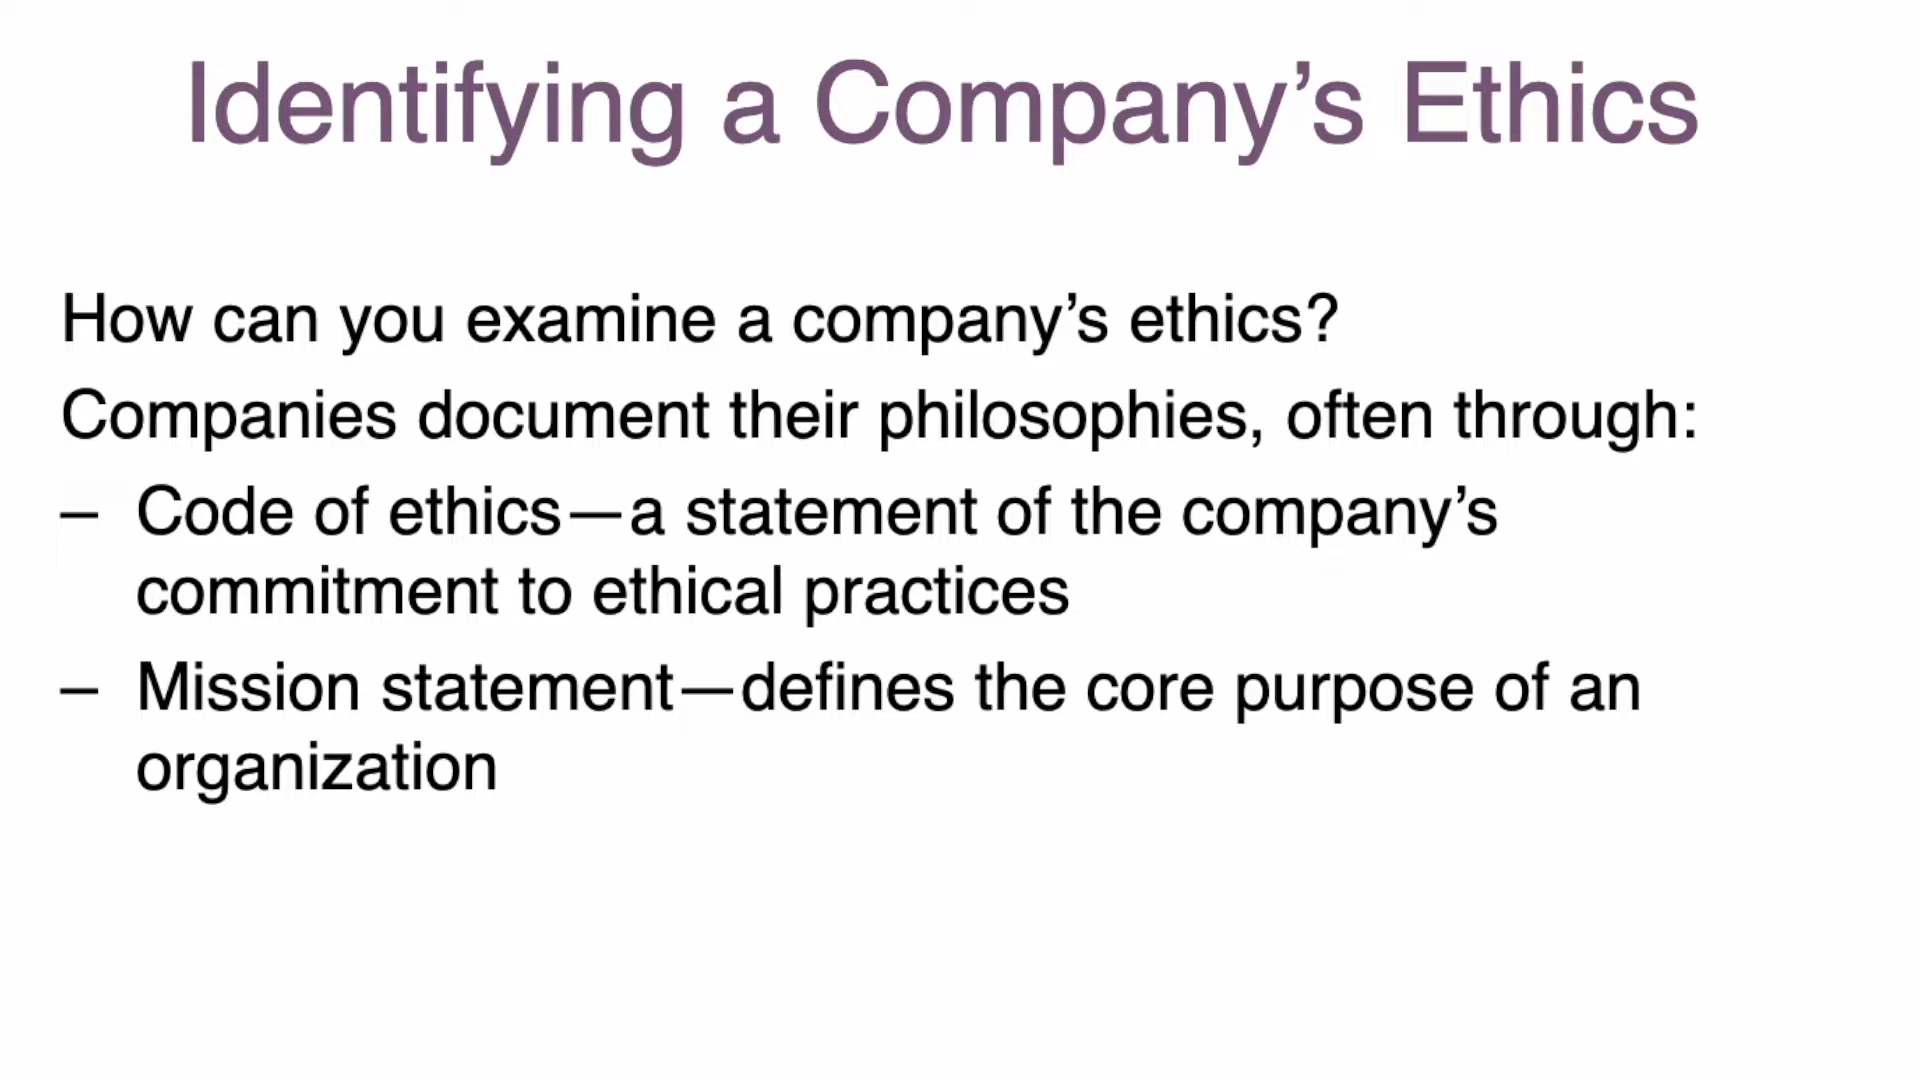 Identifying a Company’s Ethics
How can you examine a company’s ethics?
Companies document their philosophies, often through:
– Code of ethics—a statement of the company’s
commitment to ethical practices
– Mission statement—defines the core purpose of an
organization